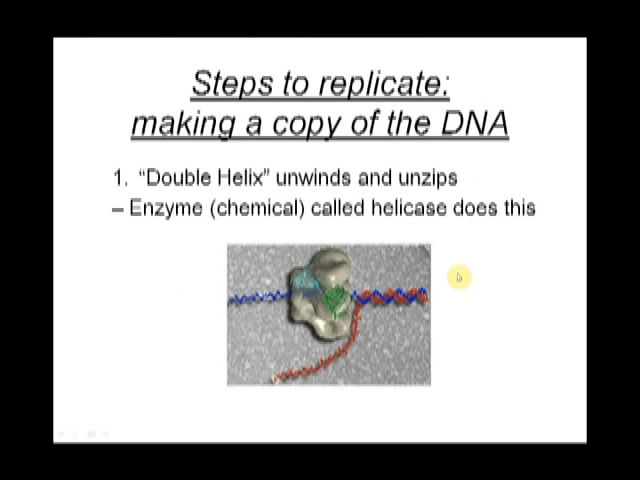 Steps to replicate:
making a copy of the DNA
1. “Double Helix” unwinds and unzips
– Enzyme (chemical) called helicase does this